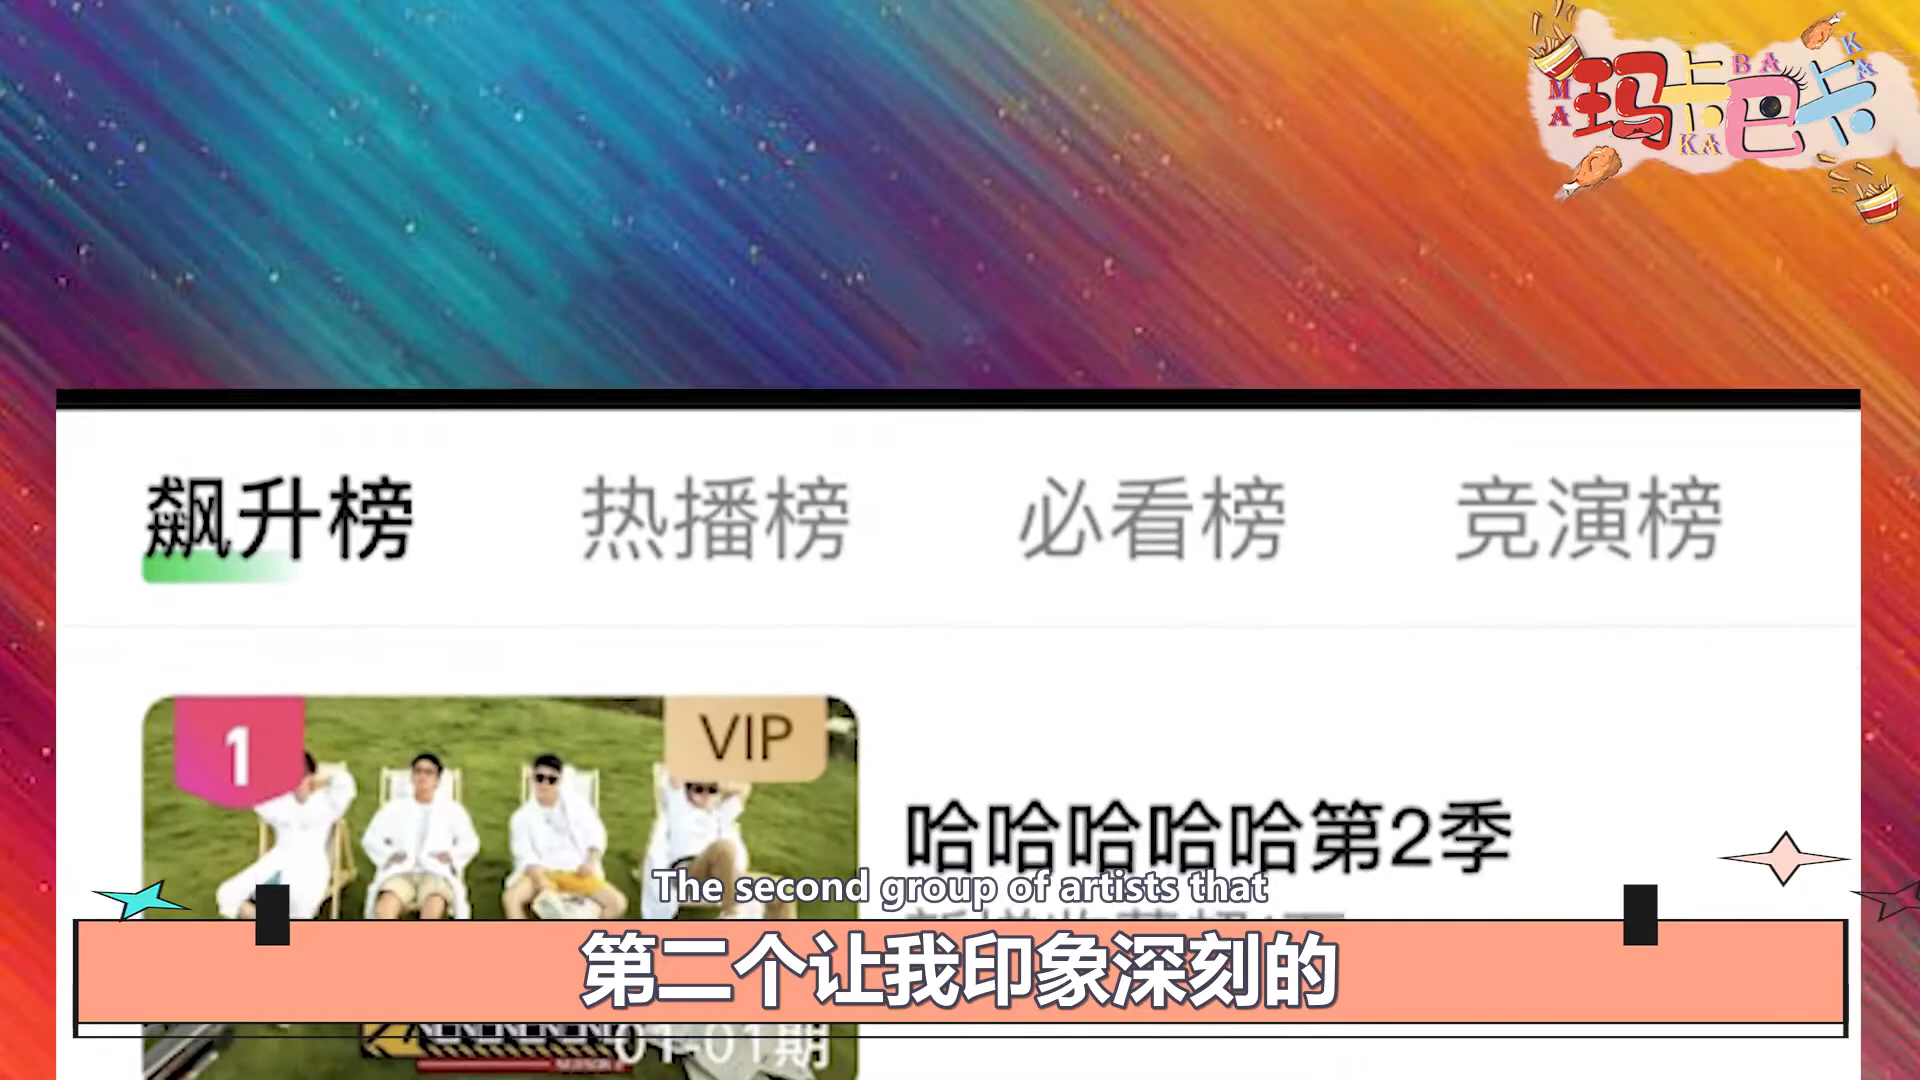 玛卡巴卡
MA KA BA KA
飙升榜 热播榜 必看榜 竞演榜
1
VIP
哈哈哈哈哈第2季
The second group of artists that
第二个让我印象深刻的
01-01期